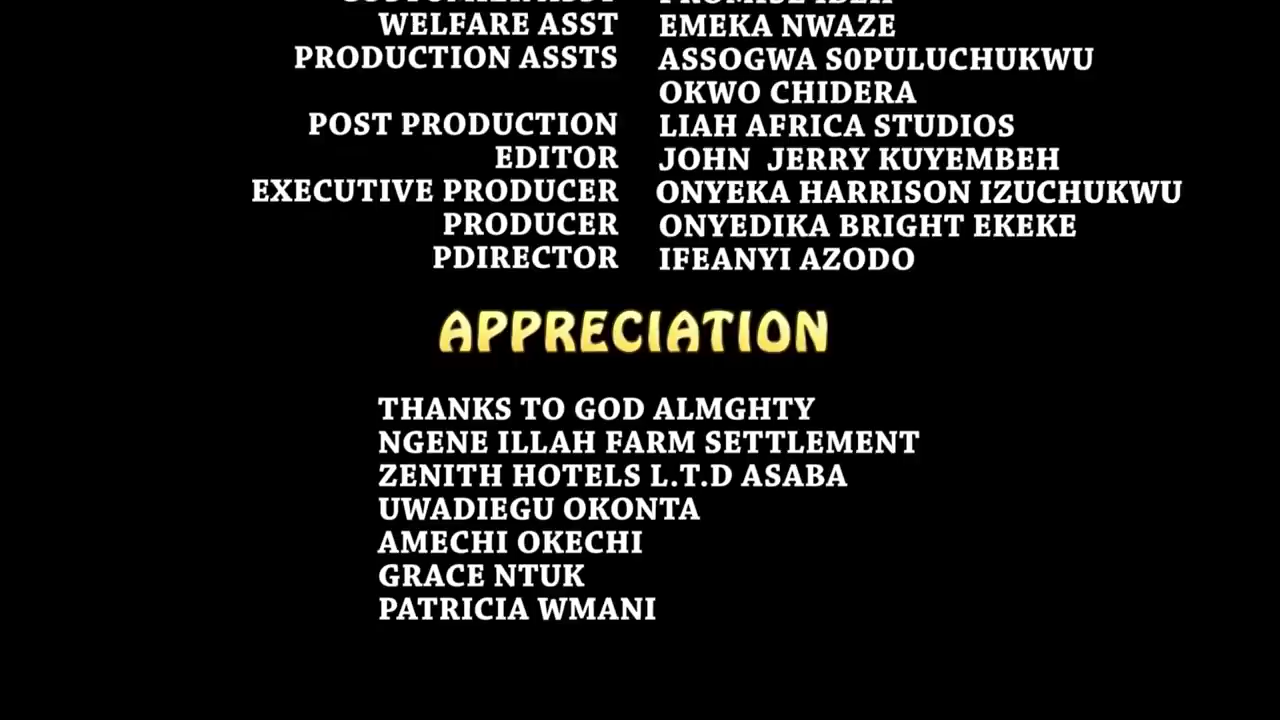 WELFARE ASST EMEKA NWAZE
PRODUCTION ASSTS ASSOGWA S0PULUCHUKWU
OKWO CHIDERA
POST PRODUCTION LIAH AFRICA STUDIOS
EDITOR JOHN JERRY KUYEMBEH
EXECUTIVE PRODUCER ONYEKA HARRISON IZUCHUKWU
PRODUCER ONYEDIKA BRIGHT EKEKE
PDIRECTOR IFEANYI AZODO
APPRECIATION
THANKS TO GOD ALMGHTY
NGENE ILLAH FARM SETTLEMENT
ZENITH HOTELS L.T.D ASABA
UWADIEGU OKONTA
AMECHI OKECHI
GRACE NTUK
PATRICIA WMANI